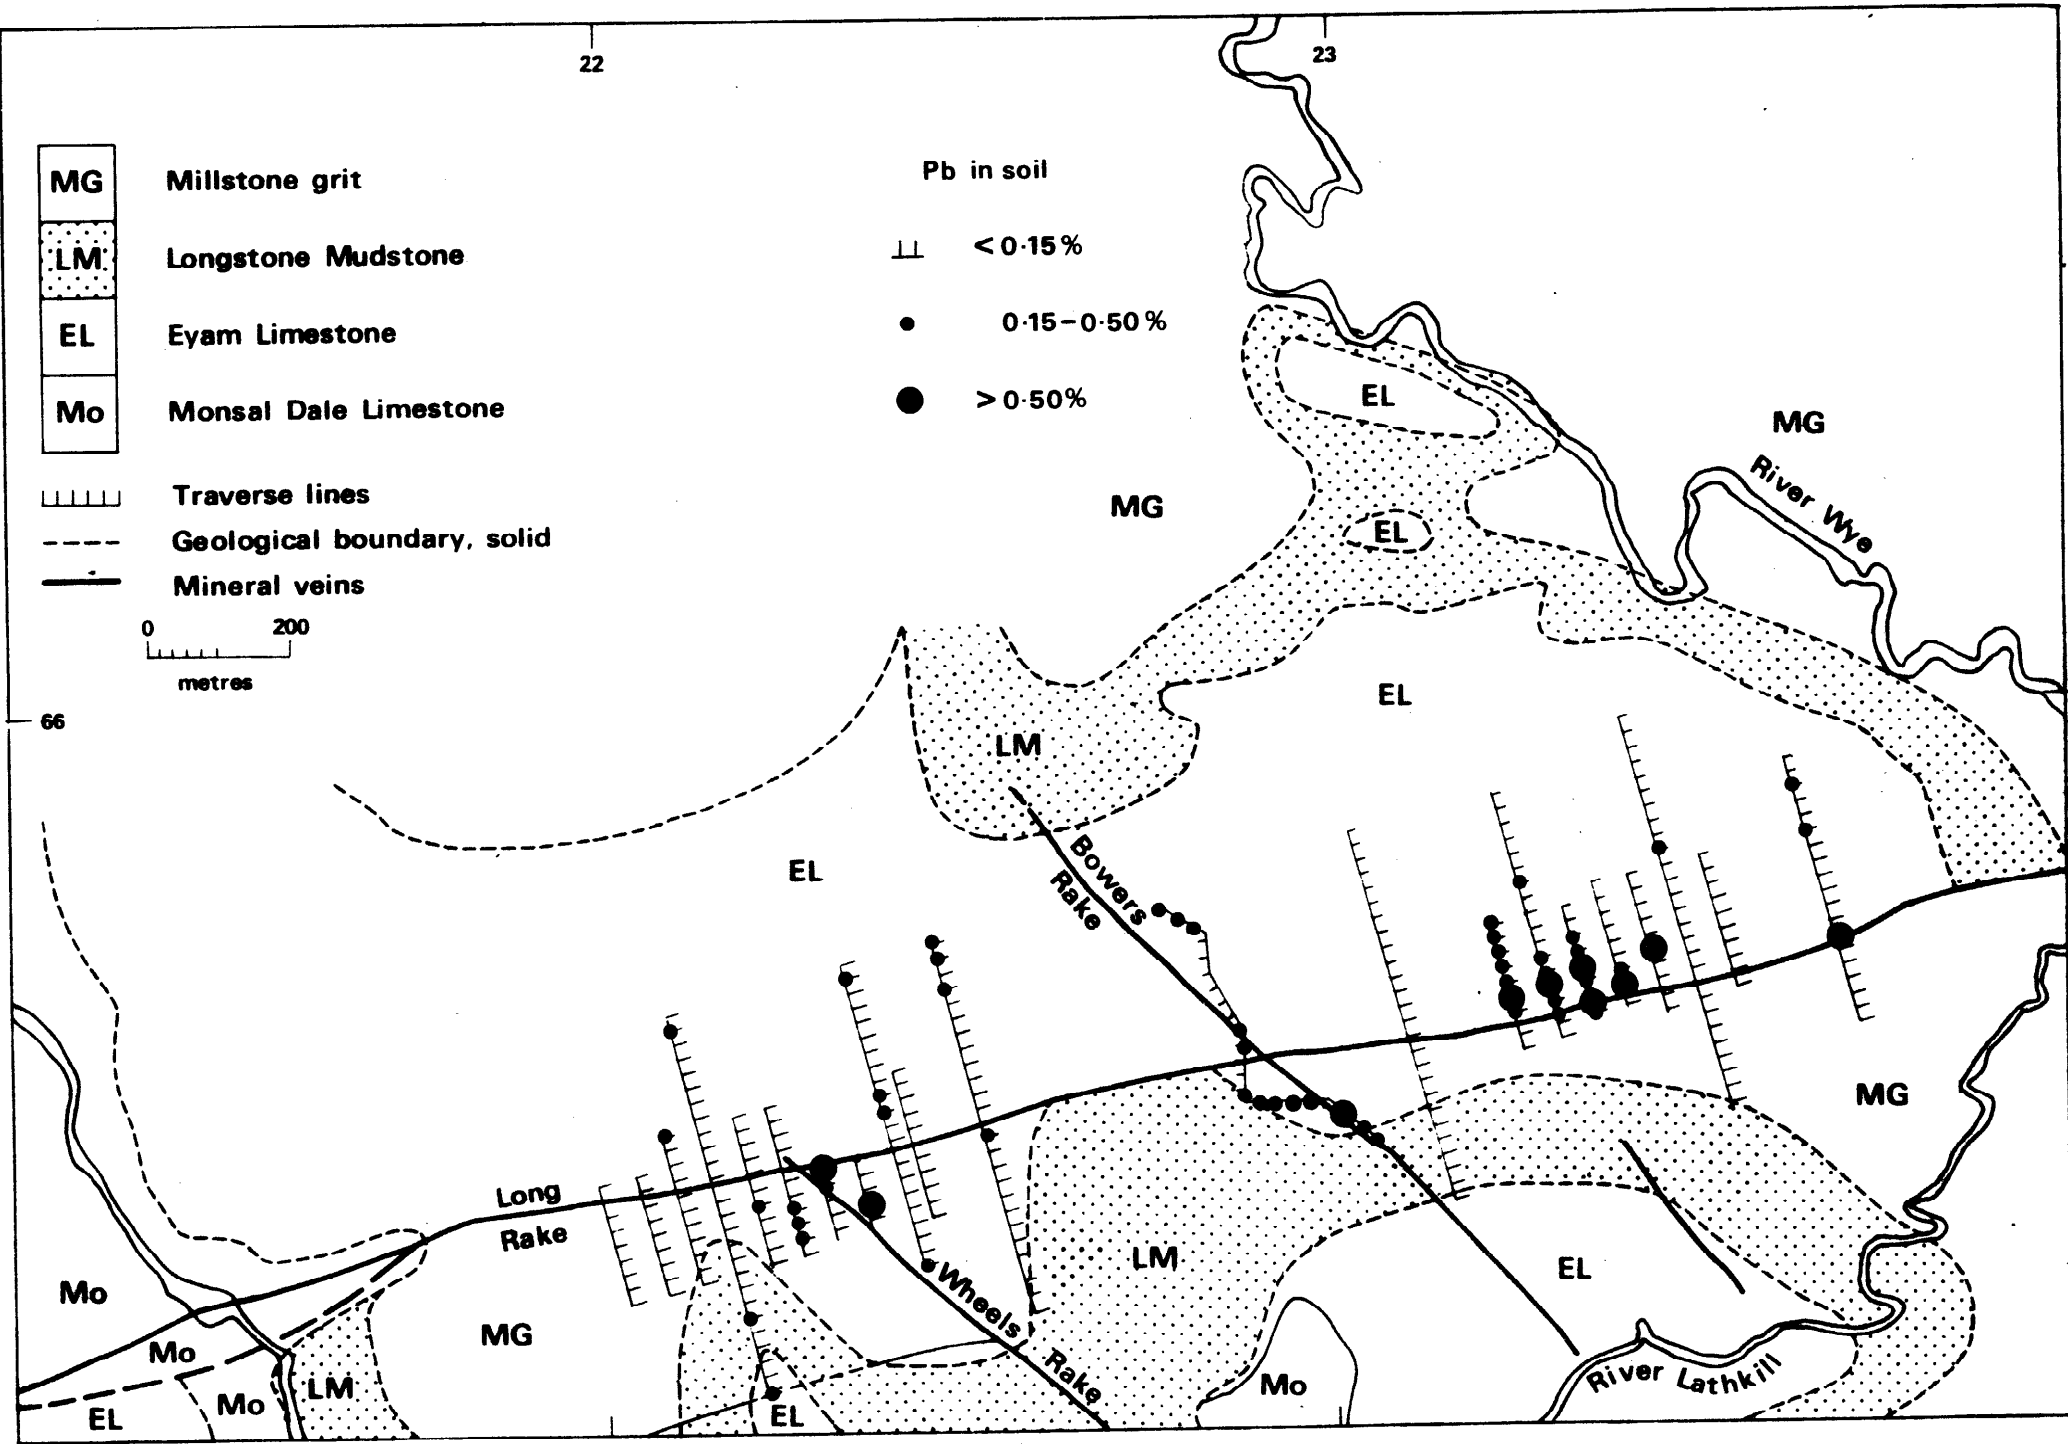 22
23
MG Millstone grit
LM Longstone Mudstone
EL Eyam Limestone
Mo Monsal Dale Limestone
Traverse lines
Geological boundary, solid
Mineral veins
0 200
metres
Pb in soil
<0·15%
0·15-0·50%
>0·50%
66
EL
MG
MG
River Wye
EL
EL
LM
EL
Bowers
Rake
MG
Long
Rake
LM
EL
Mo
MG
Wheels
Rake
Mo
LM
Mo
EL
Mo
EL
River Lathkill